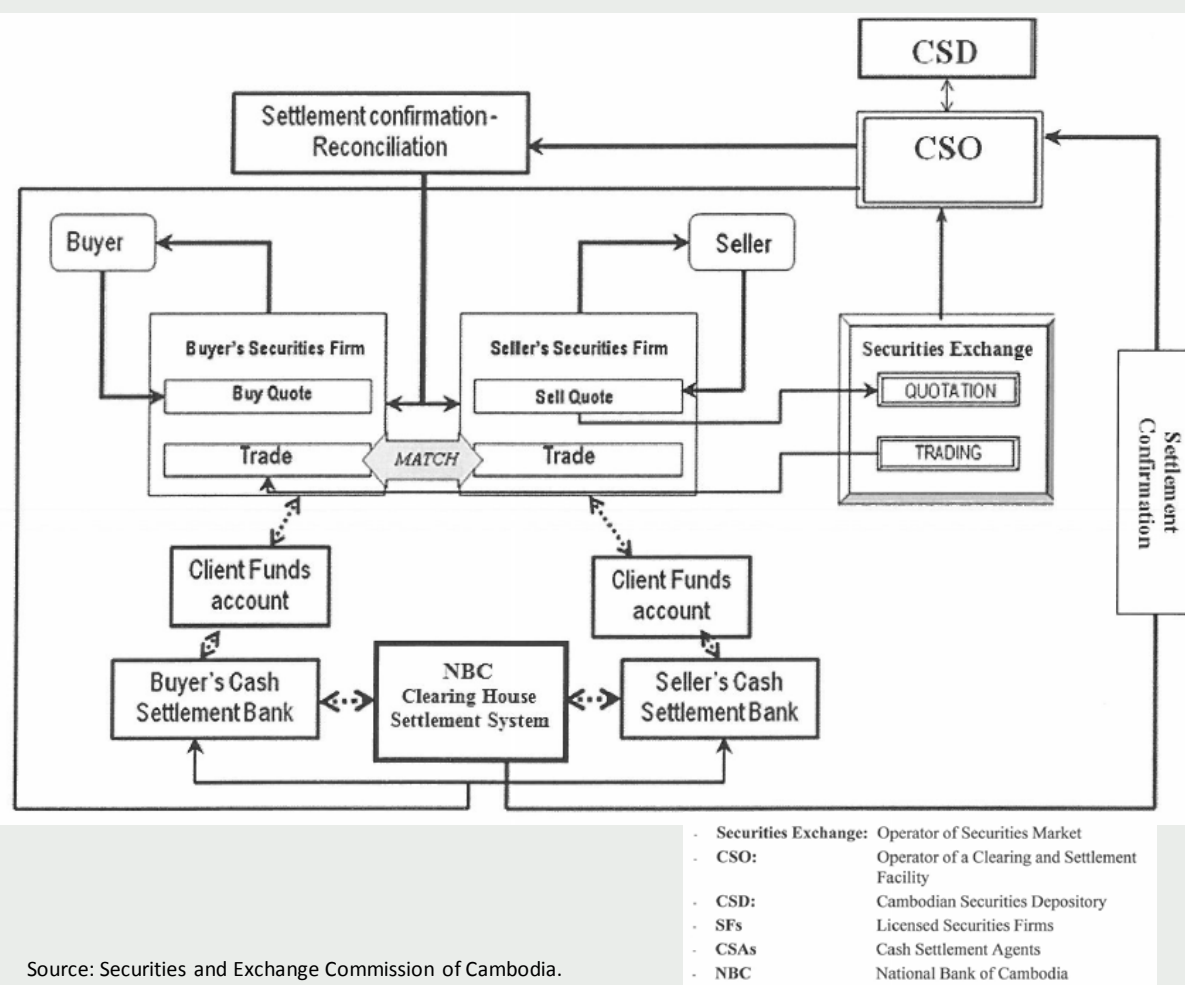 CSD
Settlement confirmation -
Reconciliation
CSO
Buyer
Seller
Buyer's Securities Firm
Buy Quote
Trade
Seller's Securities Firm
Sell Quote
Trade
MATCH
Securities Exchange
QUOTATION
TRADING
Settlement
Confirmation
Client Funds
account
Client Funds
account
Buyer's Cash
Settlement Bank
NBC
Clearing House
Settlement System
Seller's Cash
Settlement Bank
- Securities Exchange: Operator of Securities Market
- CSO: Operator of a Clearing and Settlement
Facility
- CSD: Cambodian Securities Depository
- SFs Licensed Securities Firms
- CSAs Cash Settlement Agents
- NBC National Bank of Cambodia
Source: Securities and Exchange Commission of Cambodia.